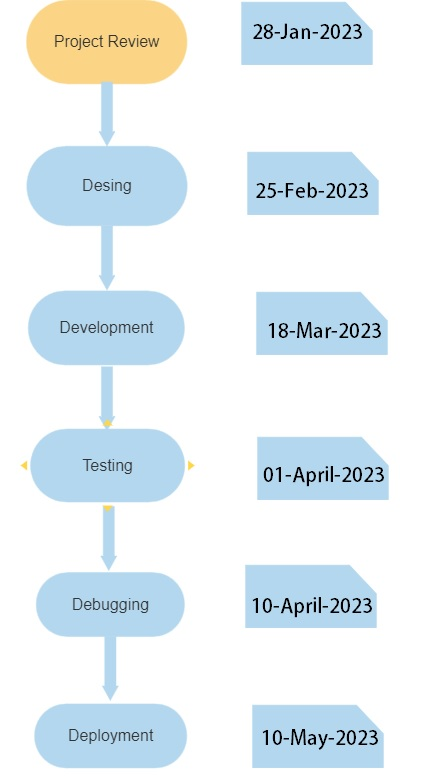 Project Review
28-Jan-2023
Desing
25-Feb-2023
Development
18-Mar-2023
Testing
01-April-2023
Debugging
10-April-2023
Deployment
10-May-2023